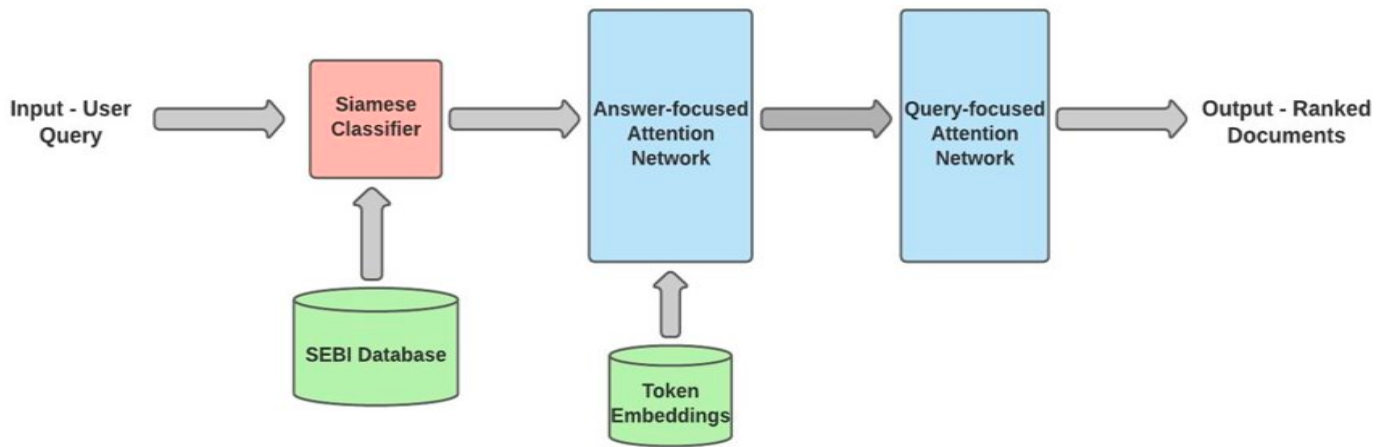 Input - User
Query
Siamese
Classifier
Answer-focused
Attention
Network
Query-focused
Attention
Network
Output - Ranked
Documents
SEBI Database
Token
Embeddings